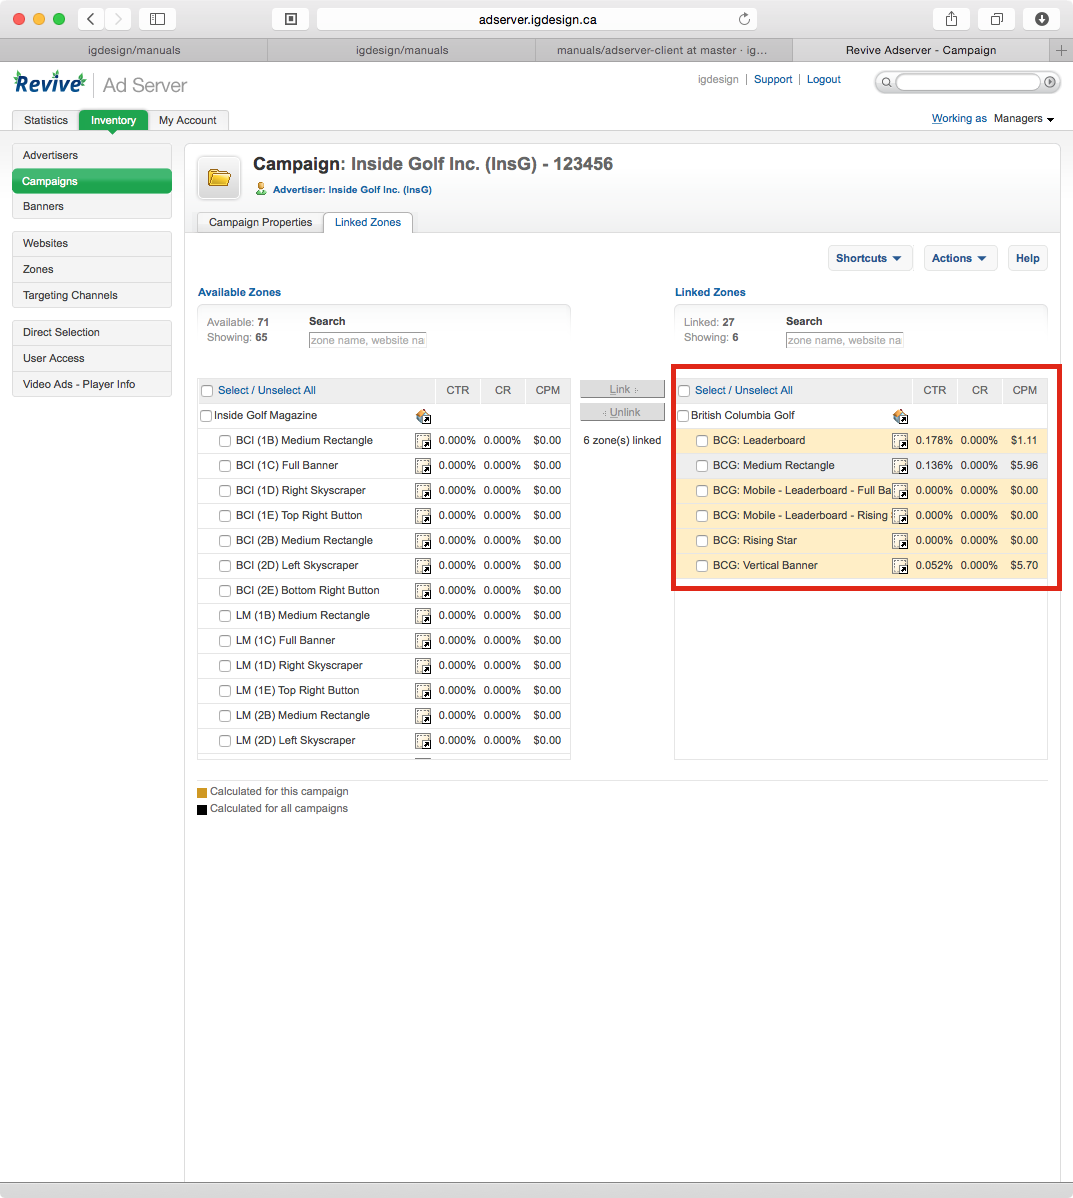 adserver.igdesign.ca
igdesign/manuals
igdesign/manuals
manuals/adserver-client at master · ig...
Revive Adserver - Campaign
Revive Ad Server
igdesign | Support | Logout
Statistics
Inventory
My Account
Working as Managers
Advertisers
Campaigns
Banners
Websites
Zones
Targeting Channels
Direct Selection
User Access
Video Ads - Player Info
Campaign: Inside Golf Inc. (InsG) - 123456
Advertiser: Inside Golf Inc. (InsG)
Campaign Properties
Linked Zones
Shortcuts
Actions
Help
Available Zones
Available: 71
Showing: 65
Search
zone name, website na
Select / Unselect All CTR CR CPM
Inside Golf Magazine
BCI (1B) Medium Rectangle 0.000% 0.000% $0.00
BCI (1C) Full Banner 0.000% 0.000% $0.00
BCI (1D) Right Skyscraper 0.000% 0.000% $0.00
BCI (1E) Top Right Button 0.000% 0.000% $0.00
BCI (2B) Medium Rectangle 0.000% 0.000% $0.00
BCI (2D) Left Skyscraper 0.000% 0.000% $0.00
BCI (2E) Bottom Right Button 0.000% 0.000% $0.00
LM (1B) Medium Rectangle 0.000% 0.000% $0.00
LM (1C) Full Banner 0.000% 0.000% $0.00
LM (1D) Right Skyscraper 0.000% 0.000% $0.00
LM (1E) Top Right Button 0.000% 0.000% $0.00
LM (2B) Medium Rectangle 0.000% 0.000% $0.00
LM (2D) Left Skyscraper 0.000% 0.000% $0.00
Link
Unlink
6 zone(s) linked
Linked Zones
Linked: 27
Showing: 6
Search
zone name, website na
Select / Unselect All CTR CR CPM
British Columbia Golf
BCG: Leaderboard 0.178% 0.000% $1.11
BCG: Medium Rectangle 0.136% 0.000% $5.96
BCG: Mobile - Leaderboard - Full Ba 0.000% 0.000% $0.00
BCG: Mobile - Leaderboard - Rising 0.000% 0.000% $0.00
BCG: Rising Star 0.000% 0.000% $0.00
BCG: Vertical Banner 0.052% 0.000% $5.70
Calculated for this campaign
Calculated for all campaigns